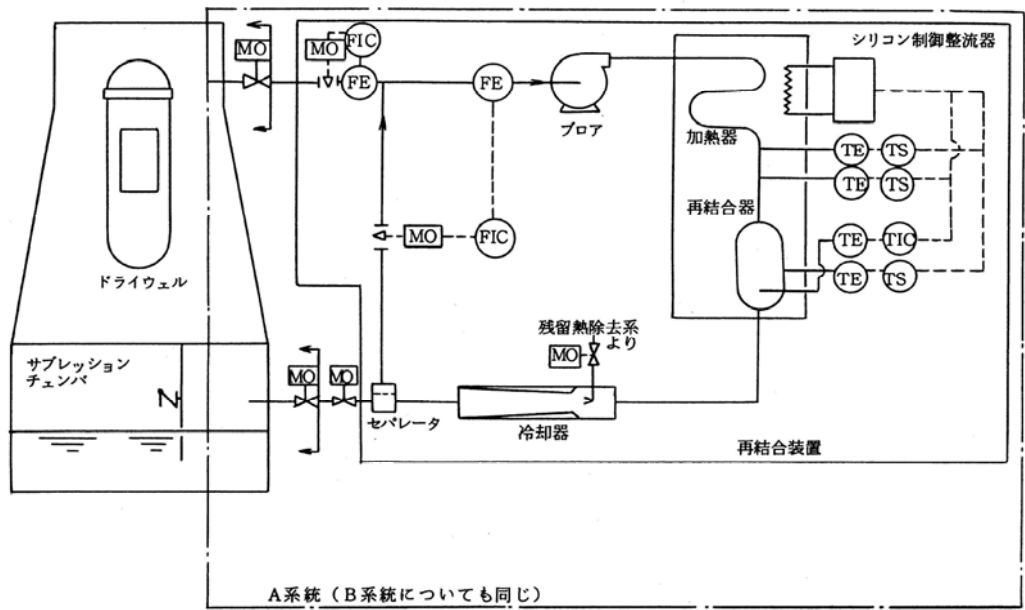 MO
MO
FIC
FE
FE
ブロア
シリコン制御整流器
加熱器
TE
TS
TE
TS
再結合器
MO
FIC
TE
TIC
TE
TS
ドライウェル
残留熱除去系
より
MO
サプレッション
チェンバ
MO
MO
セパレータ
冷却器
再結合装置
A系統(B系統についても同じ)